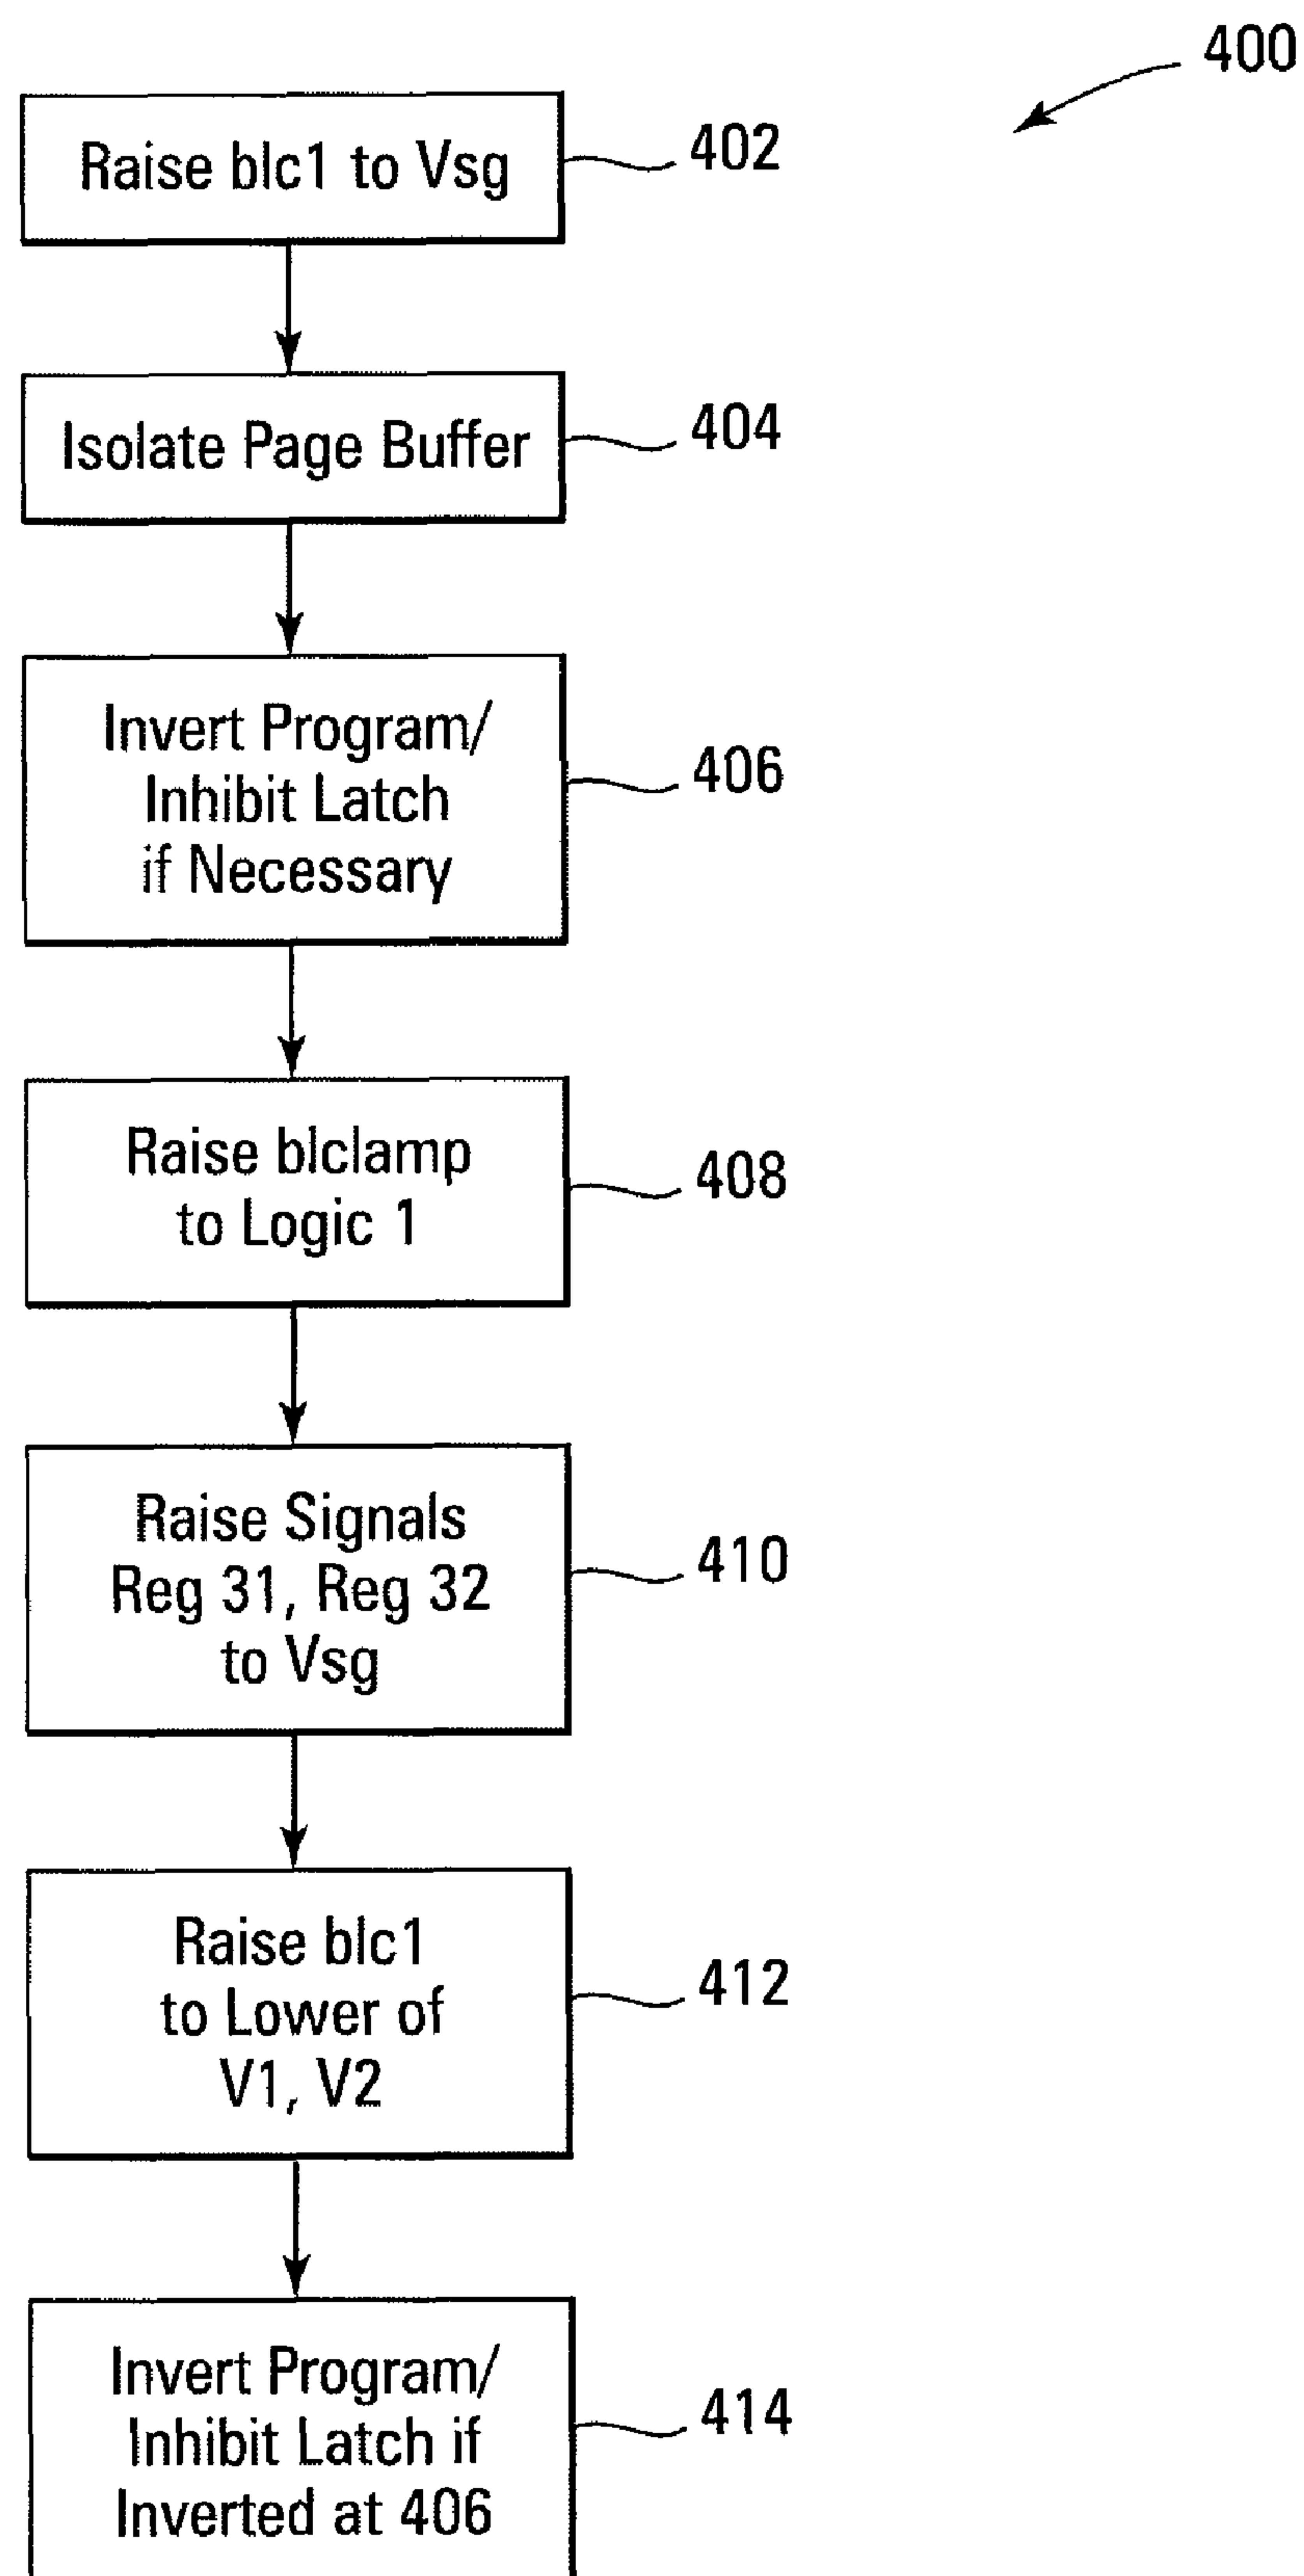 400
Raise blc1 to Vsg
402
Isolate Page Buffer
404
Invert Program/
Inhibit Latch
if Necessary
406
Raise blclamp
to Logic 1
408
Raise Signals
Reg 31, Reg 32
to Vsg
410
Raise blc1
to Lower of
V1, V2
412
Invert Program/
Inhibit Latch if
Inverted at 406
414